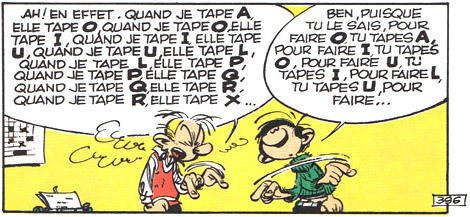 AH! EN EFFET. QUAND JE TAPE A,
ELLE TAPE O, QUAND JE TAPE O, ELLE
TAPE I, QUAND JE TAPE I ELLE TAPE
U, QUAND JE TAPE U, ELLE TAPE L,
QUAND JE TAPE L, ELLE TAPE P,
QUAND JE TAPE P, ELLE TAPE Q,
QUAND JE TAPE Q, ELLE TAPE R,
QUAND JE TAPE R, ELLE TAPE X...
BEN, PUISQUE
TU LE SAIS, POUR
FAIRE O TU TAPES A,
POUR FAIRE I, TU TAPES
O, POUR FAIRE U, TU
TAPES I, POUR FAIRE L,
TU TAPES U, POUR
FAIRE,...
396